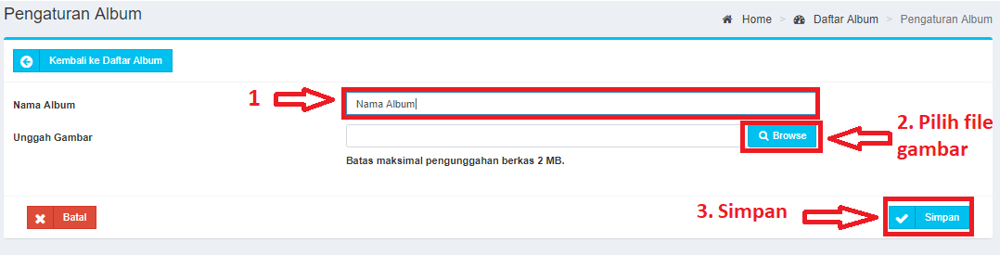 Pengaturan Album
Home > Daftar Album > Pengaturan Album
Kembali ke Daftar Album
Nama Album
1
Nama Album
Unggah Gambar
Browse
2. Pilih file
gambar
Batas maksimal pengunggahan berkas 2 MB.
Batal
3. Simpan
Simpan